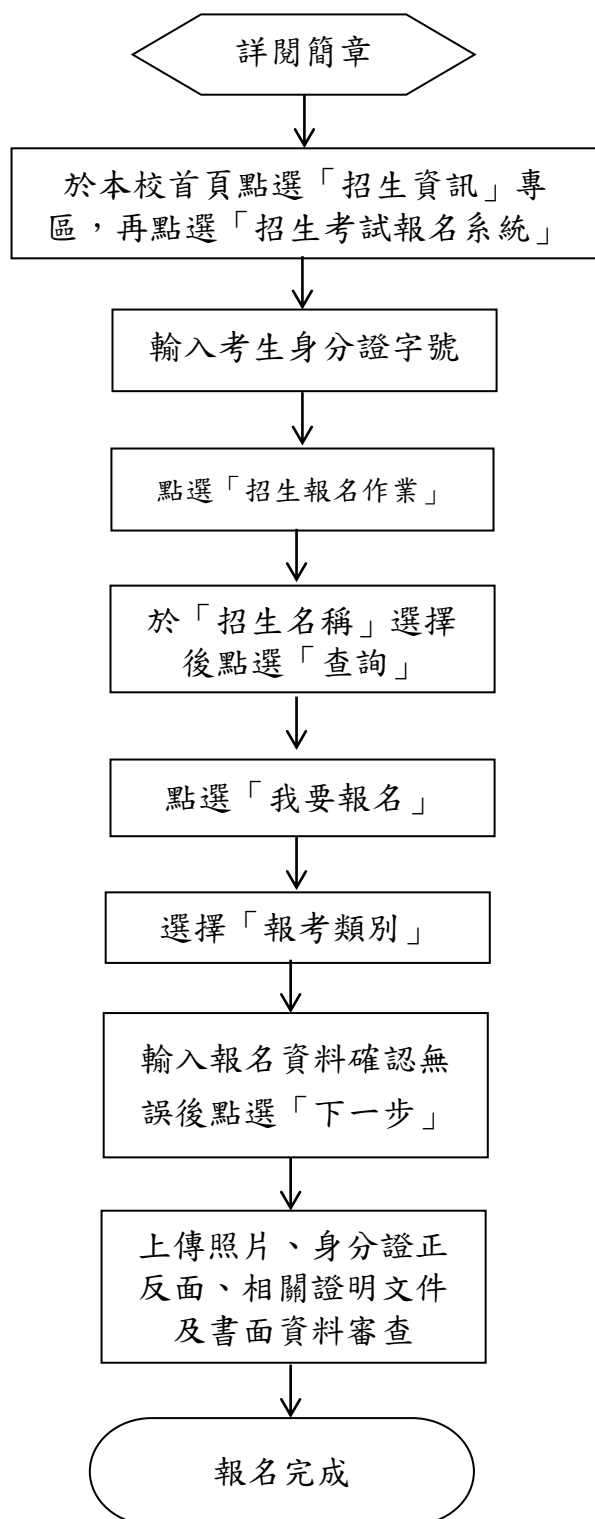 詳閱簡章
於本校首頁點選「招生資訊」專
區，再點選「招生考試報名系統」
輸入考生身分證字號
點選「招生報名作業」
於「招生名稱」選擇
後點選「查詢」
點選「我要報名」
選擇「報考類別」
輸入報名資料確認無
誤後點選「下一步」
上傳照片、身分證正
反面、相關證明文件
及書面資料審查
報名完成